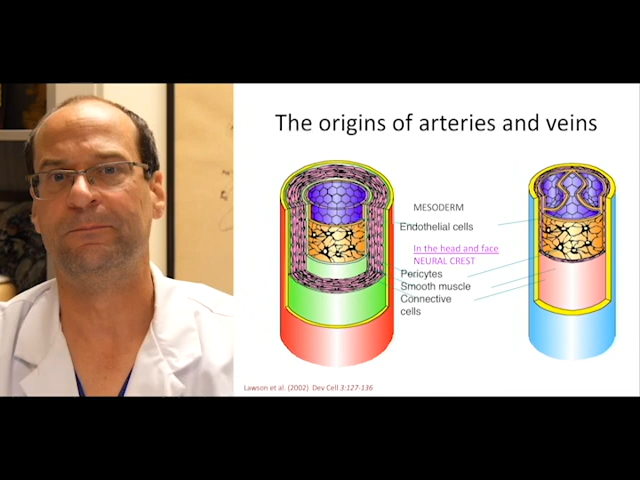 The origins of arteries and veins
MESODERM
Endothelial cells
In the head and face
NEURAL CREST
Pericytes
Smooth muscle
Connective
cells
Lawson et al. (2002)  Dev Cell 3:127-136